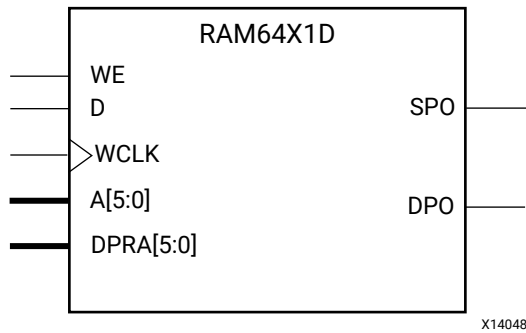 RAM64X1D
WE
D
SPO
WCLK
A[5:0]
DPO
DPRA[5:0]
X14048